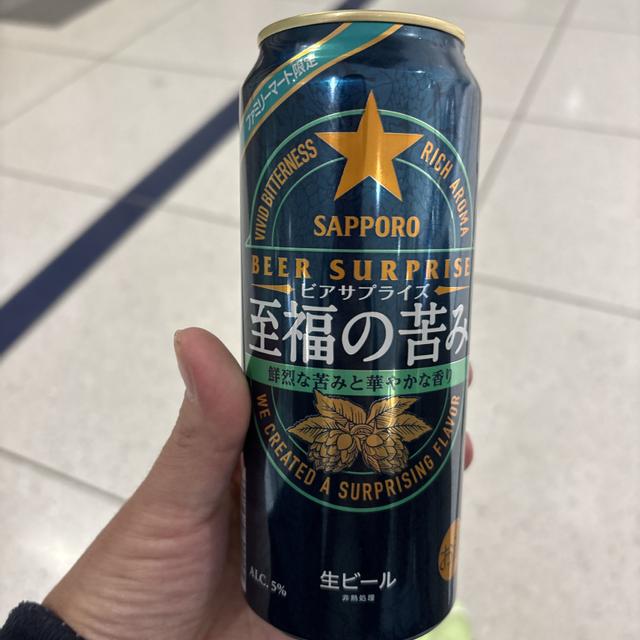 ファミリーマート限定
VIVID BITTERNESS
RICH AROMA
SAPPORO
BEER SURPRISE
ビアサプライズ
至福の苦み
鮮烈な苦みと華やかな香り
WE CREATED A SURPRISING FLAVOR
ALC. 5%
生ビール
非熱処理
お